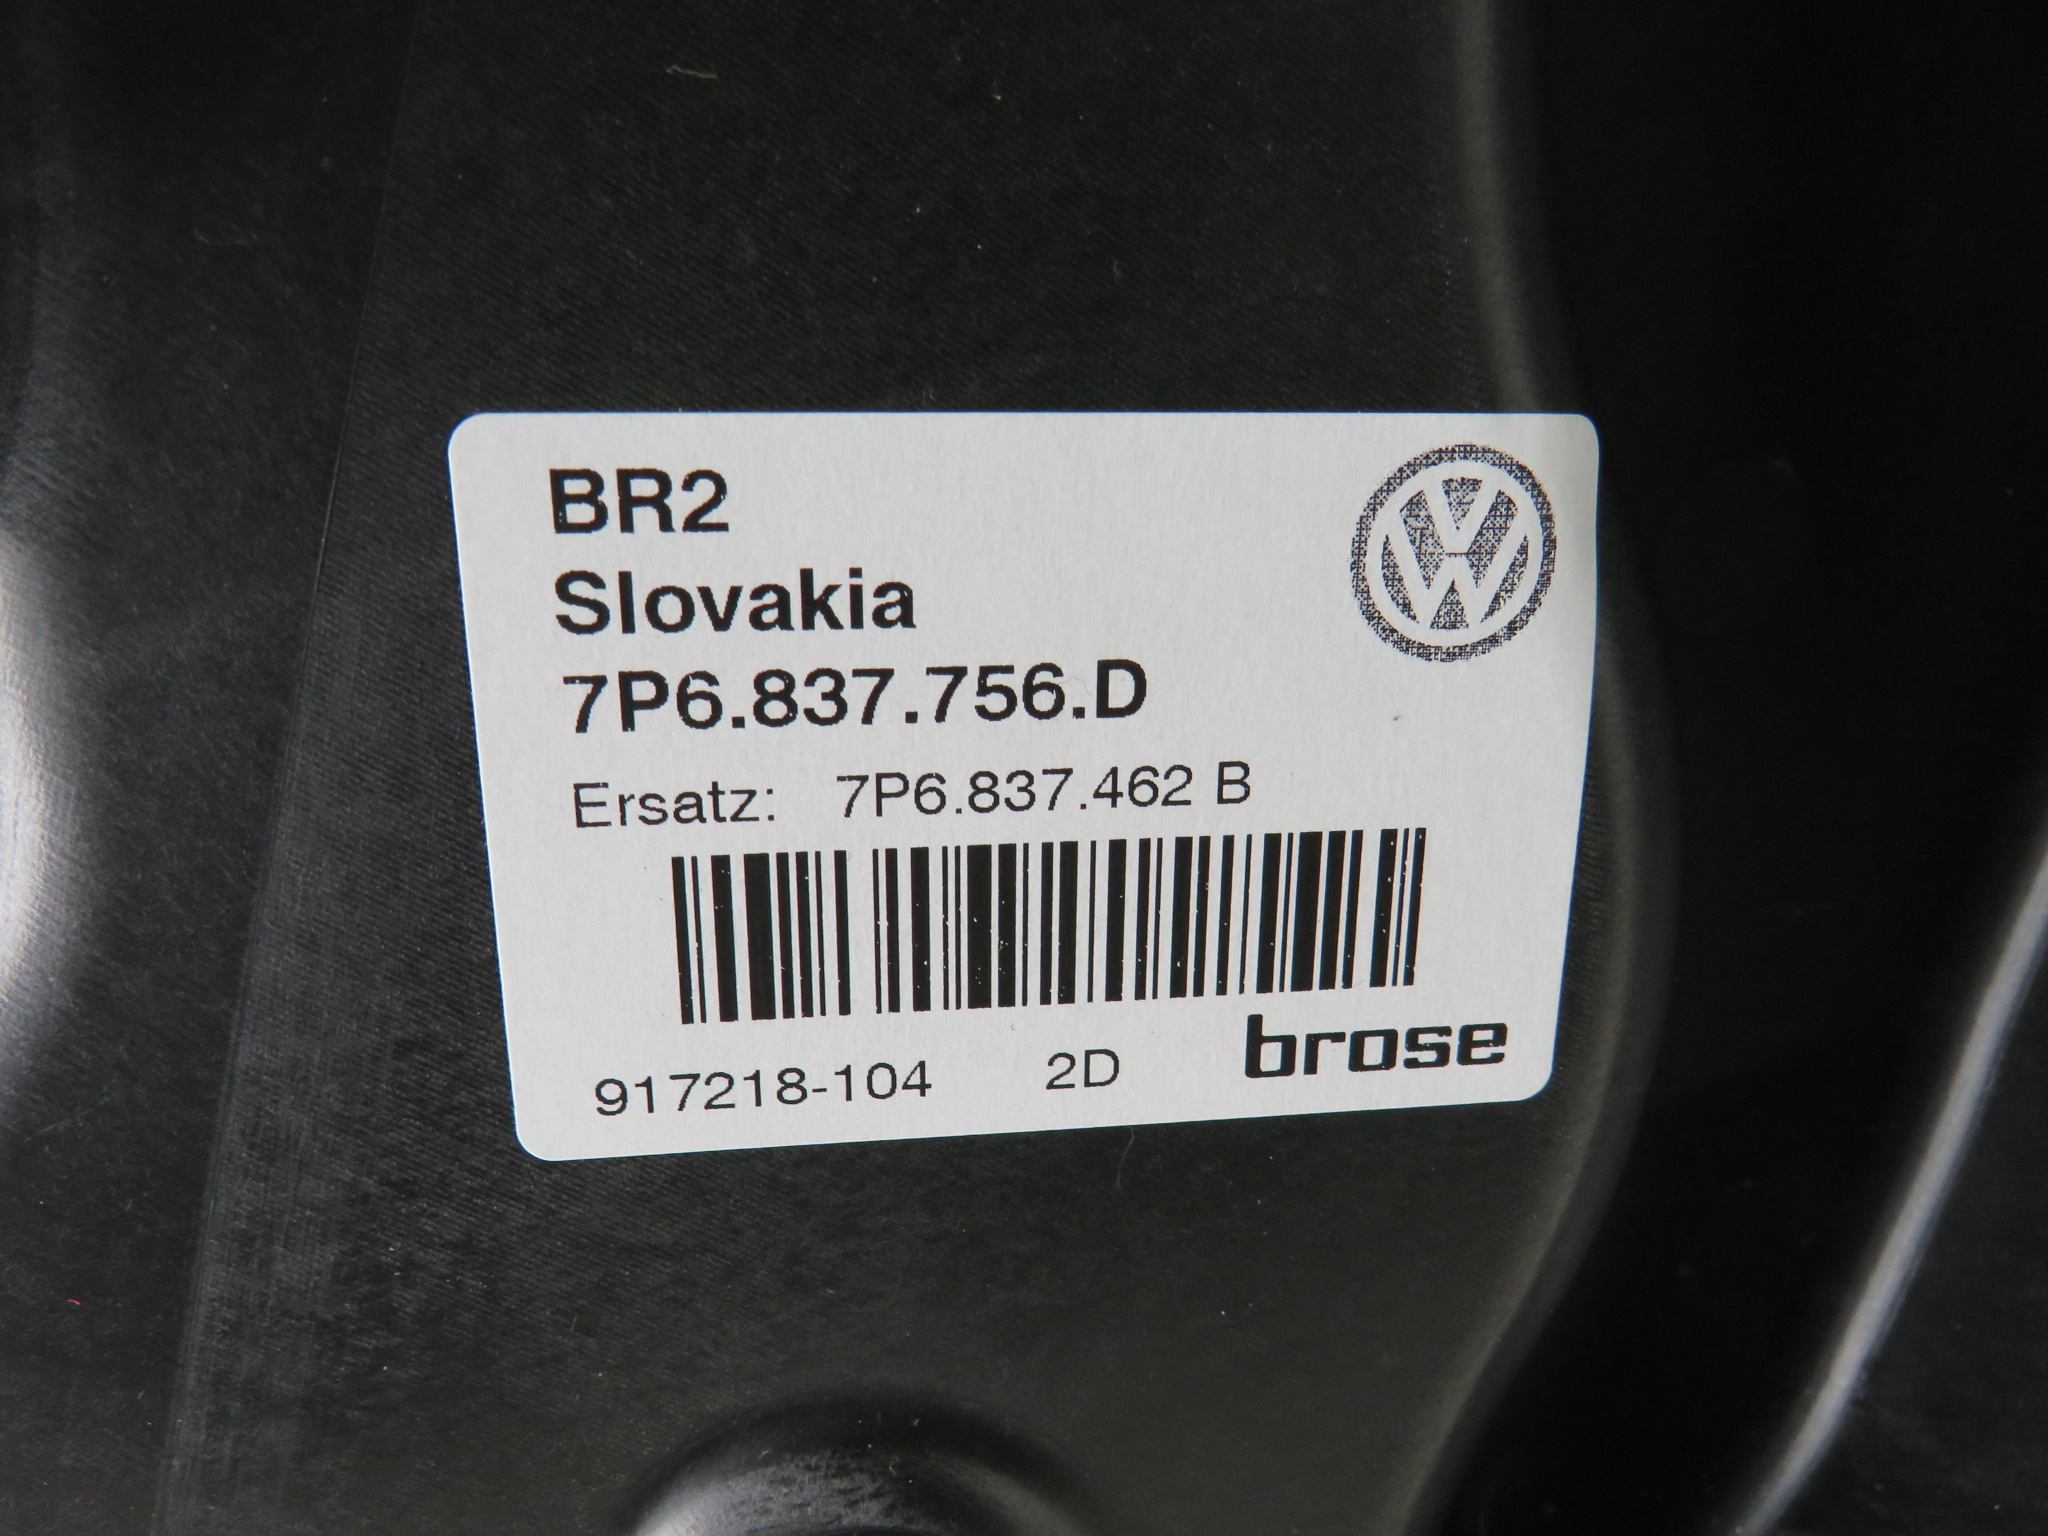 BR2
Slovakia
7P6.837.756.D
Ersatz: 7P6.837.462 B
917218-104 2D brose